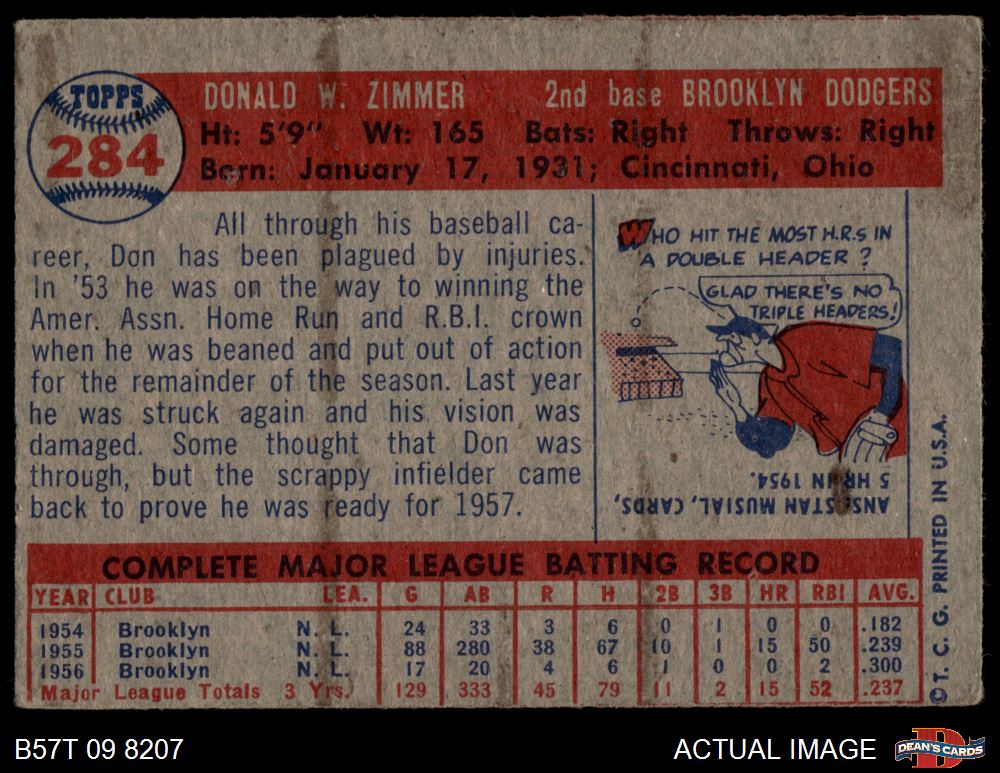 TOPPS
284
DONALD W. ZIMMER 2nd base BROOKLYN DODGERS
Ht: 5'9" Wt: 165 Bats: Right Throws: Right
Born: January 17, 1931; Cincinnati, Ohio
All through his baseball ca-
reer, Don has been plagued by injuries.
In '53 he was on the way to winning the
Amer. Assn. Home Run and R.B.I. crown
when he was beaned and put out of action
for the remainder of the season. Last year
he was struck again and his vision was
damaged. Some thought that Don was
through, but the scrappy infielder came
back to prove he was ready for 1957.
WHO HIT THE MOST H.R.S IN
A DOUBLE HEADER ?
GLAD THERE'S NO
TRIPLE HEADERS!
ANS. STAN MUSIAL, CARDS,
5 HR IN 1954.
COMPLETE MAJOR LEAGUE BATTING RECORD
YEAR CLUB LEA. G AB R H 2B 3B HR RBI AVG.
1954 Brooklyn N. L. 24 33 3 6 0 1 0 0 .182
1955 Brooklyn N. L. 88 280 38 67 10 1 15 50 .239
1956 Brooklyn N. L. 17 20 4 6 1 0 0 2 .300
Major League Totals 3 Yrs. 129 333 45 79 11 2 15 52 .237
© T. C. G. PRINTED IN U.S.A.
B57T 09 8207
ACTUAL IMAGE
DEAN'S CARDS